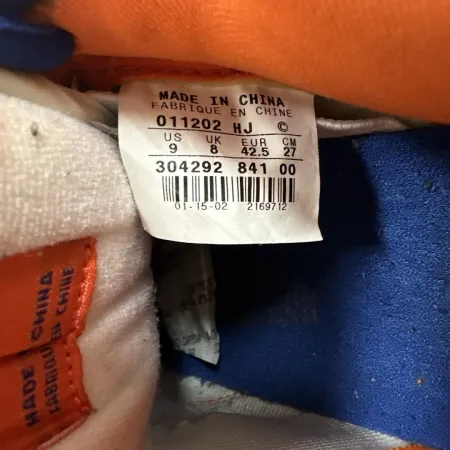 MADE IN CHINA
FABRIQUE EN CHINE
011202 HJ ©
US UK EUR CM
9 8 42.5 27
304292 841 00
01-15-02 2169712
MADE CHINA
FABRIQUE EN CHINE